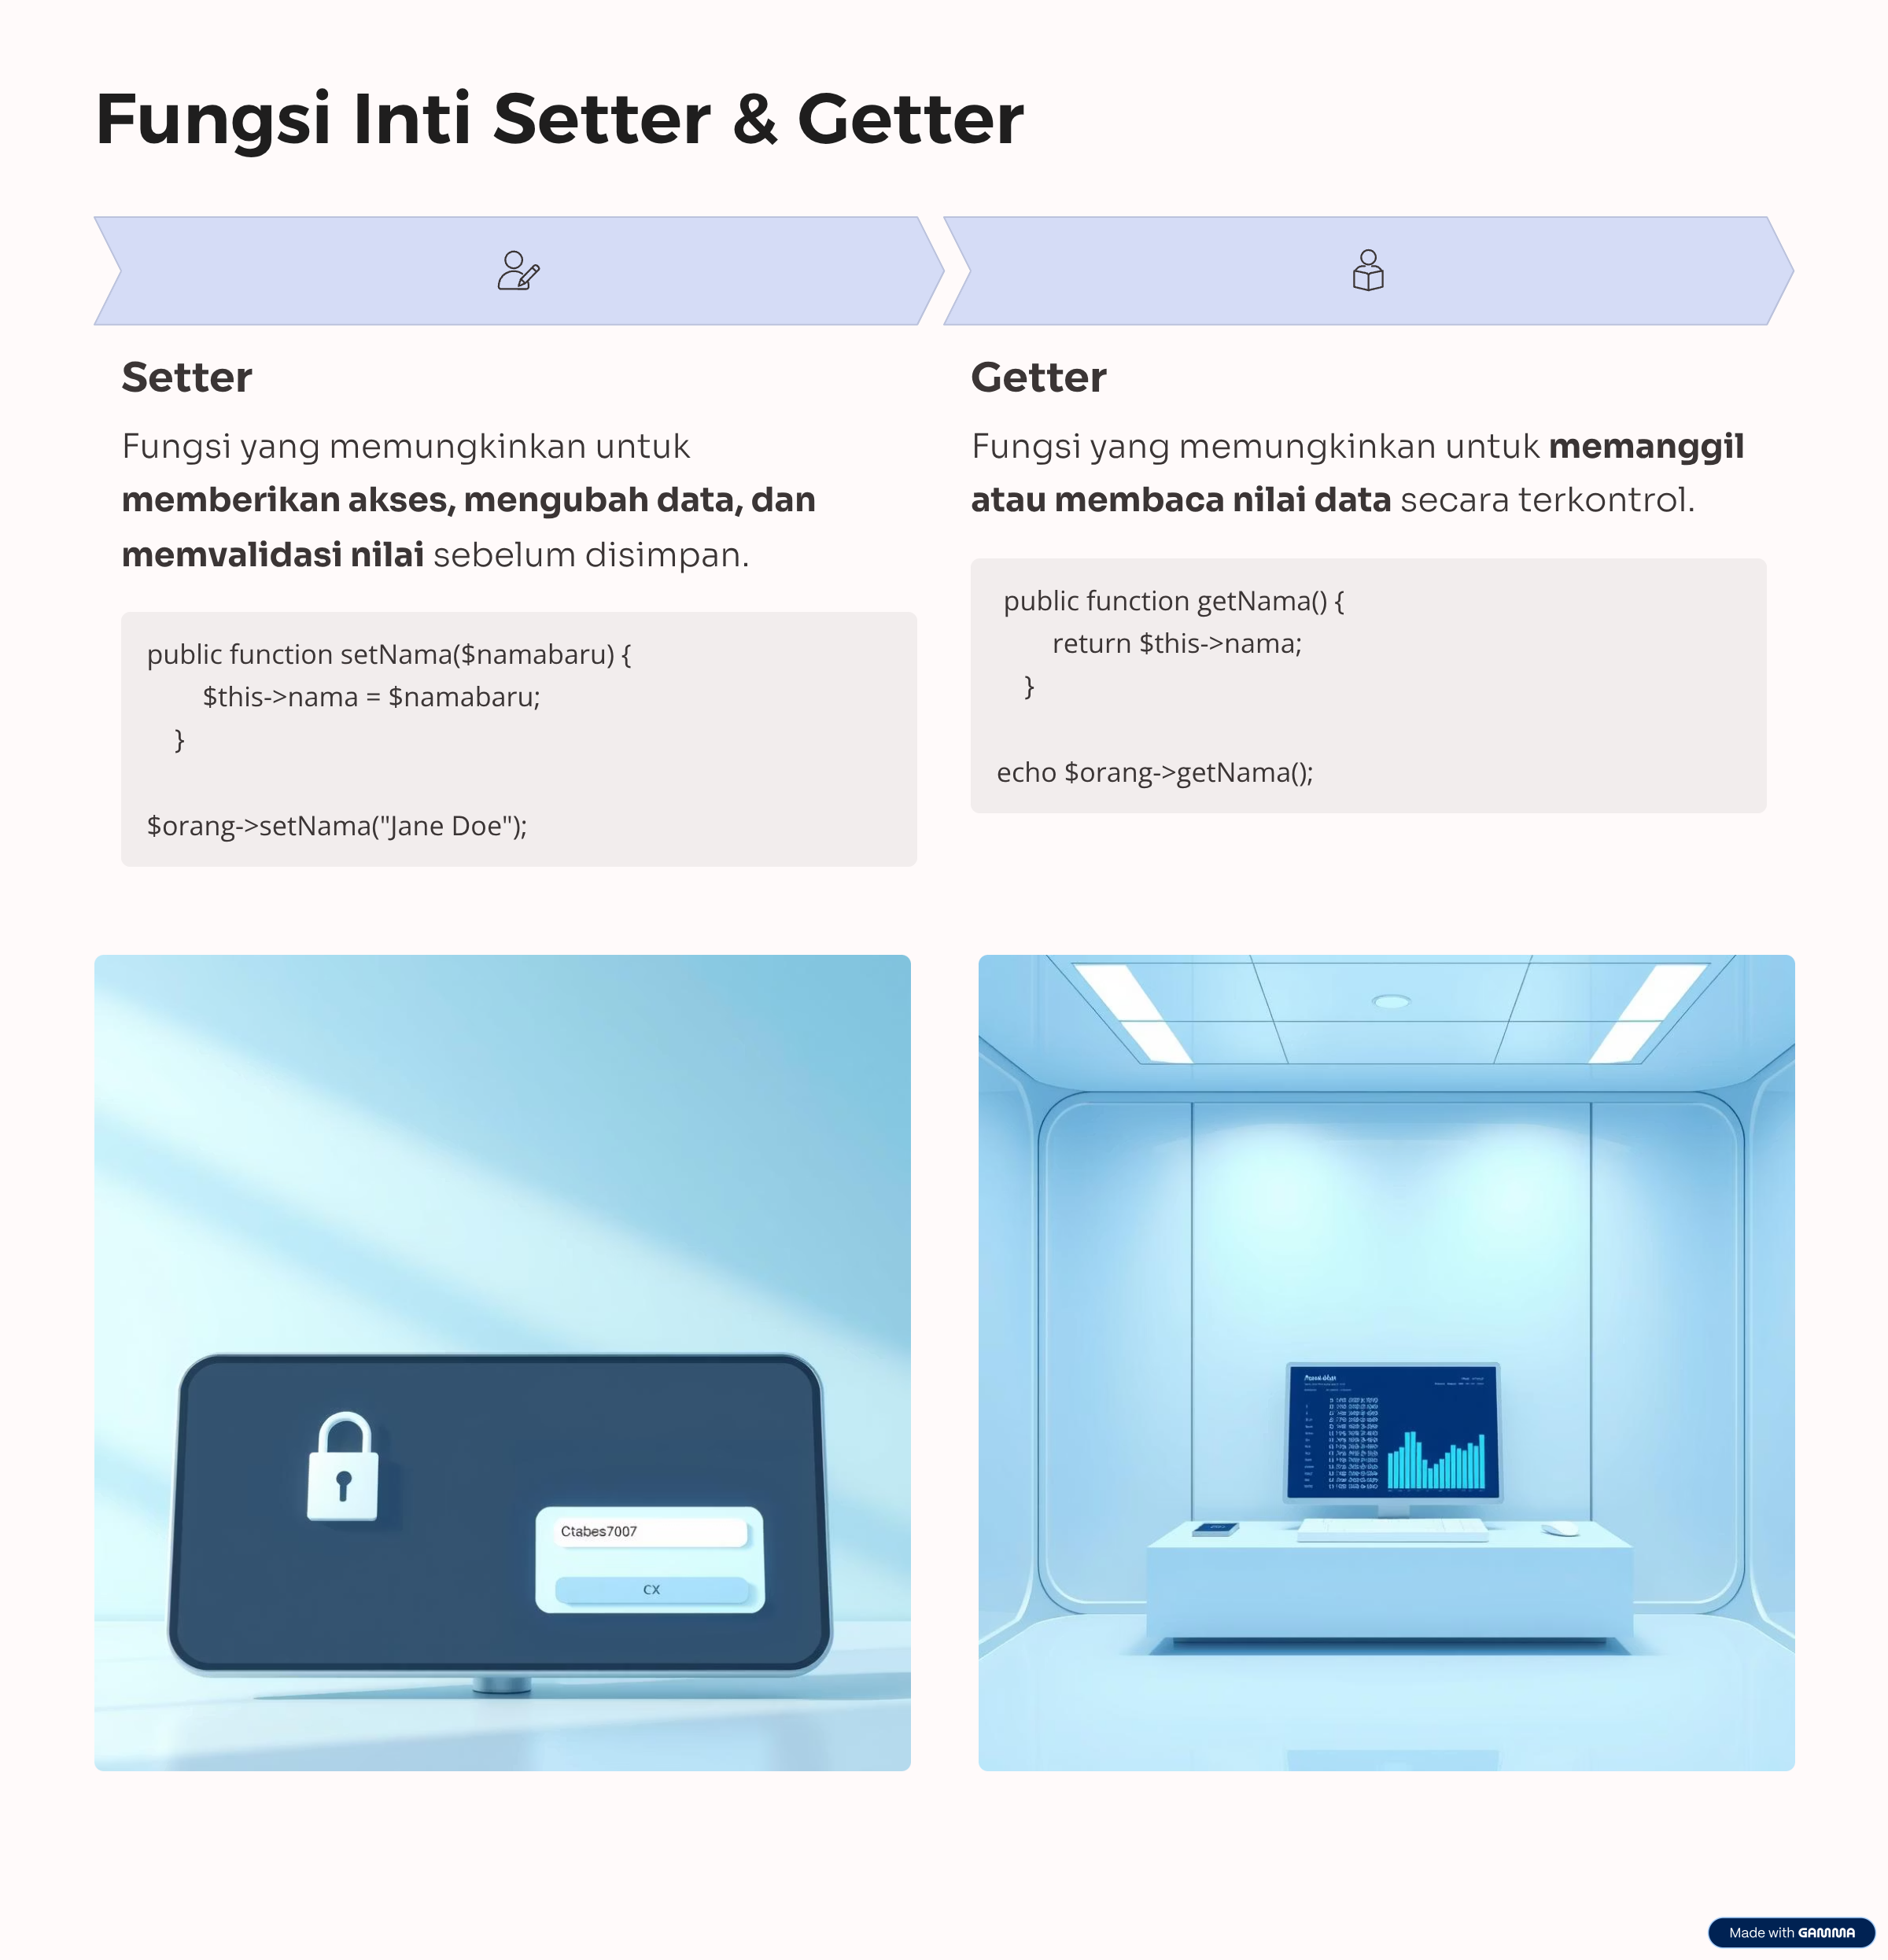 Fungsi Inti Setter & Getter
Setter
Fungsi yang memungkinkan untuk
memberikan akses, mengubah data, dan
memvalidasi nilai sebelum disimpan.
public function setNama($namabaru) {
$this->nama = $namabaru;
}
$orang->setNama("Jane Doe");
Getter
Fungsi yang memungkinkan untuk memanggil
atau membaca nilai data secara terkontrol.
public function getNama() {
return $this->nama;
}
echo $orang->getNama();
Ctabes7007
CX
Made with GAMMA